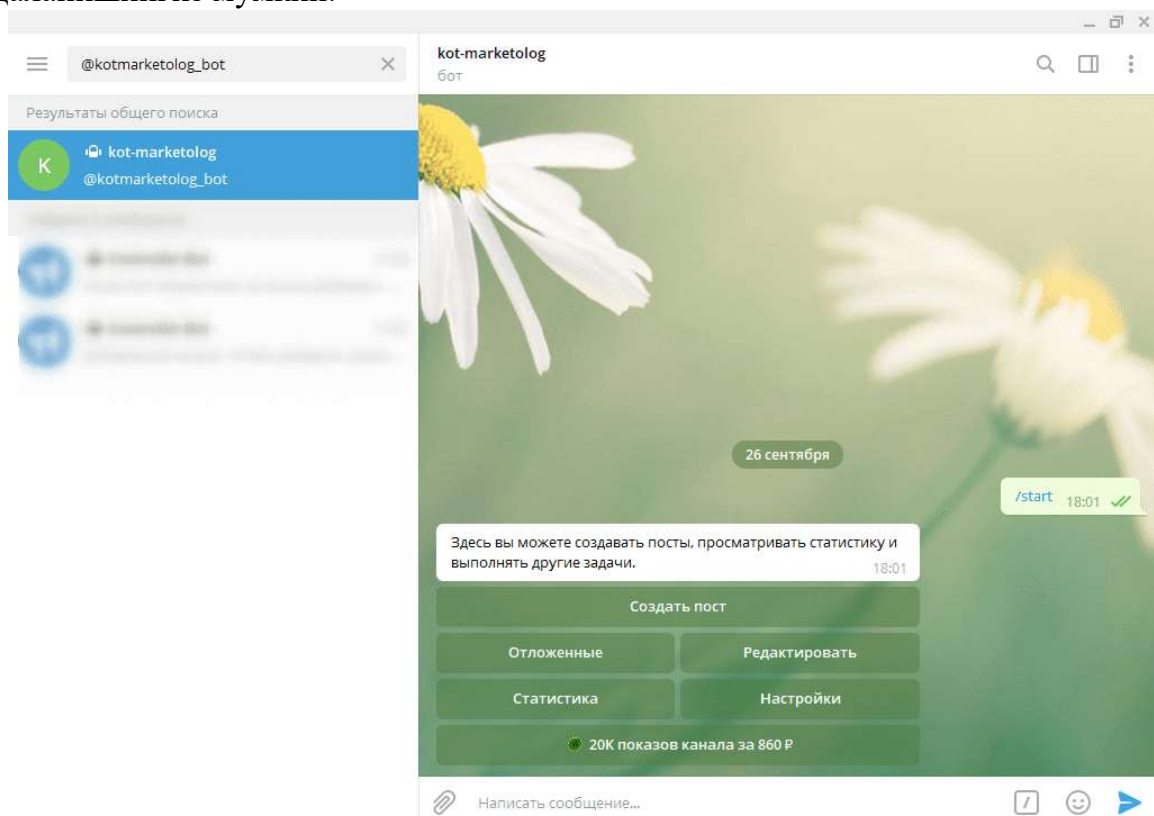 @kotmarketolog_bot
kot-marketolog
бот
Результаты общего поиска
K
kot-marketolog
@kotmarketolog_bot
26 сентября
/start 18:01
Здесь вы можете создавать посты, просматривать статистику и
выполнять другие задачи.
18:01
Создать пост
Отложенные
Редактировать
Статистика
Настройки
20К показов канала за 860 ₽
Написать сообщение...